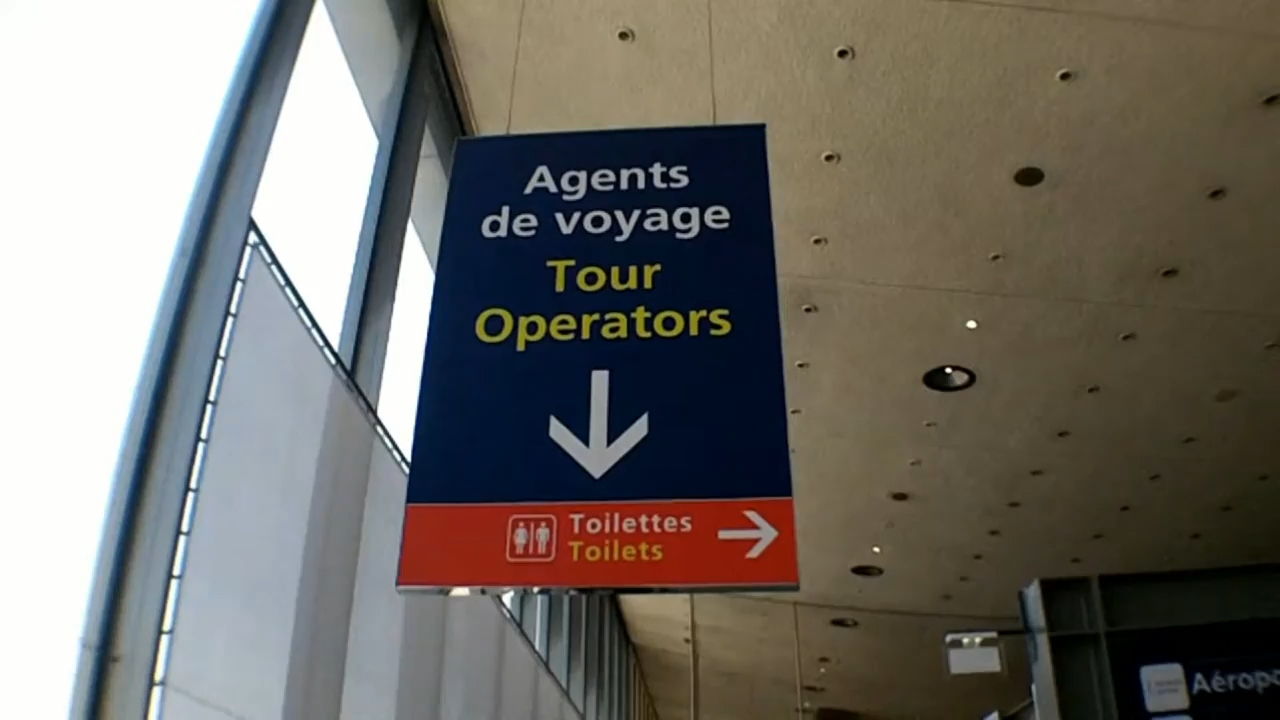 Agents
de voyage
Tour
Operators
Toilettes
Toilets